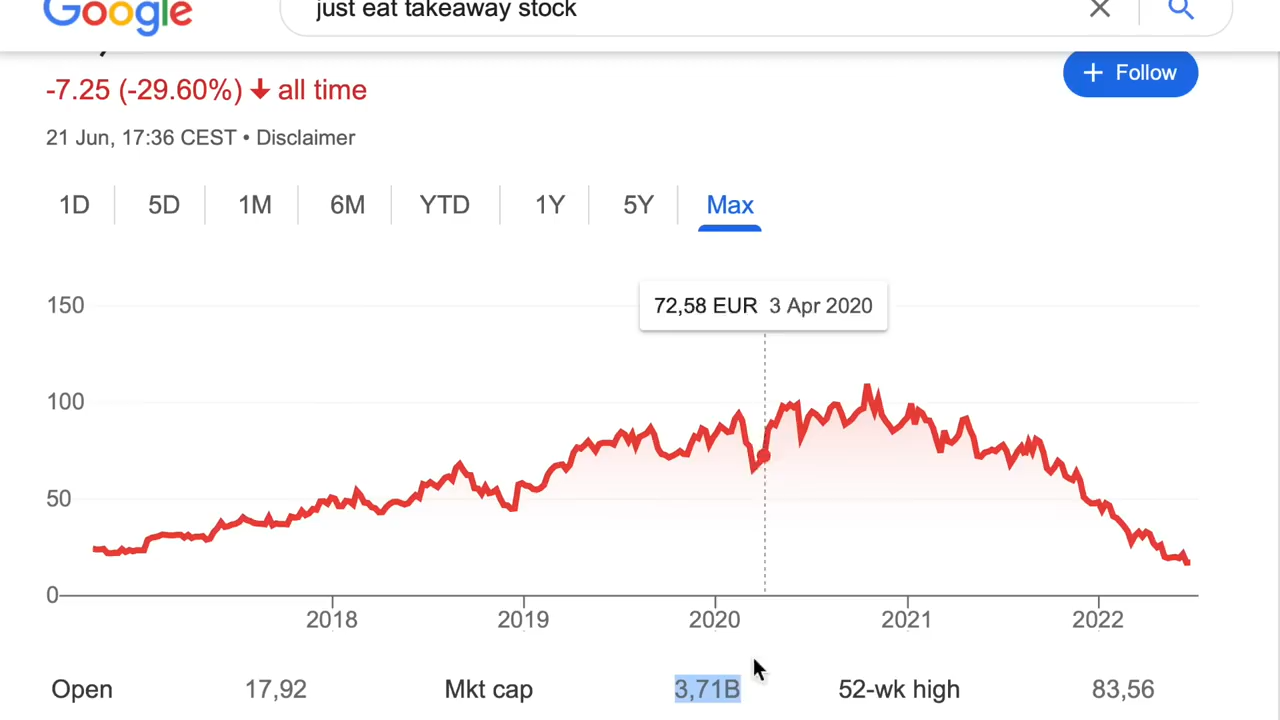 Google
just eat takeaway stock
-7.25 (-29.60%) all time
+ Follow
21 Jun, 17:36 CEST • Disclaimer
1D 5D 1M 6M YTD 1Y 5Y Max
72,58 EUR 3 Apr 2020
150
100
50
0
2018 2019 2020 2021 2022
Open 17,92 Mkt cap 3,71B 52-wk high 83,56